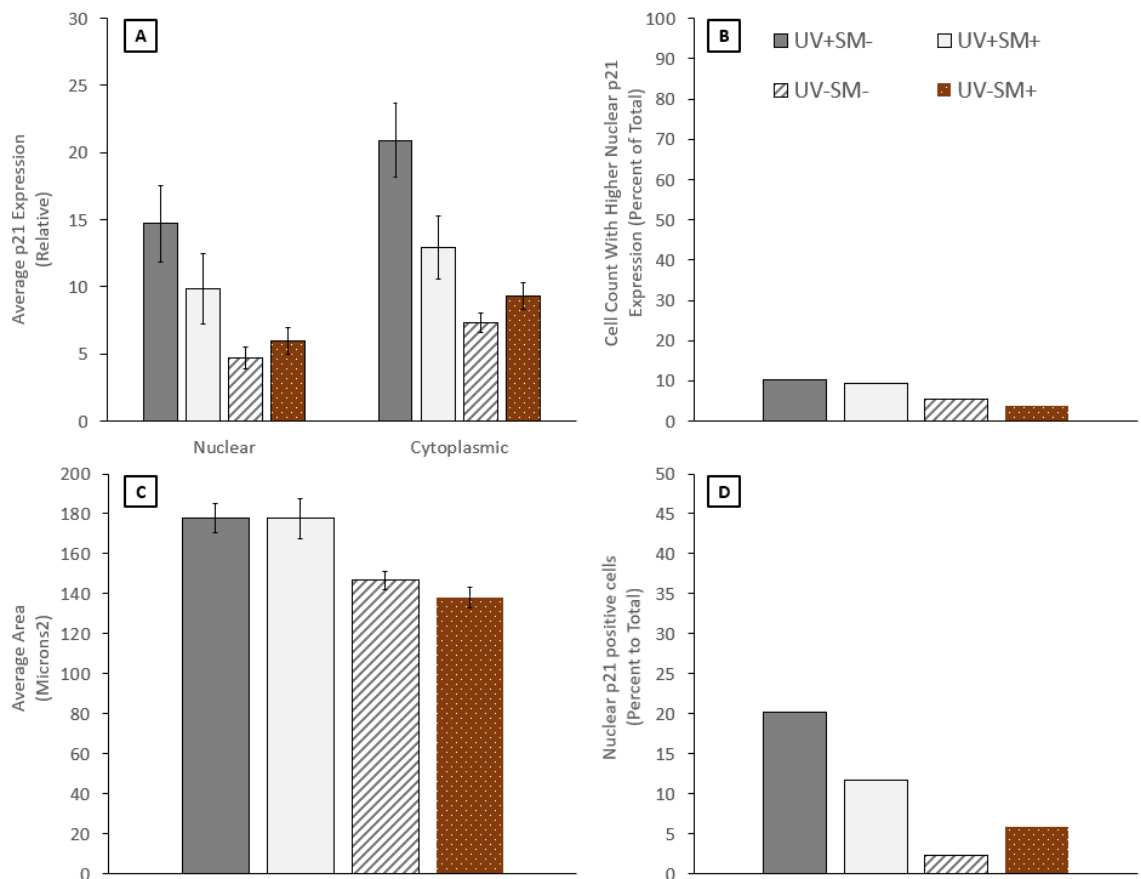 A
Average p21 Expression
(Relative)
30
25
20
15
10
5
0
Nuclear
Cytoplasmic
B
UV+SM-
UV+SM+
UV-SM-
UV-SM+
Cell Count With Higher Nuclear p21
Expression (Percent of Total)
100
90
80
70
60
50
40
30
20
10
0
C
Average Area
(Microns2)
200
180
160
140
120
100
80
60
40
20
0
D
Nuclear p21 positive cells
(Percent to Total)
50
45
40
35
30
25
20
15
10
5
0